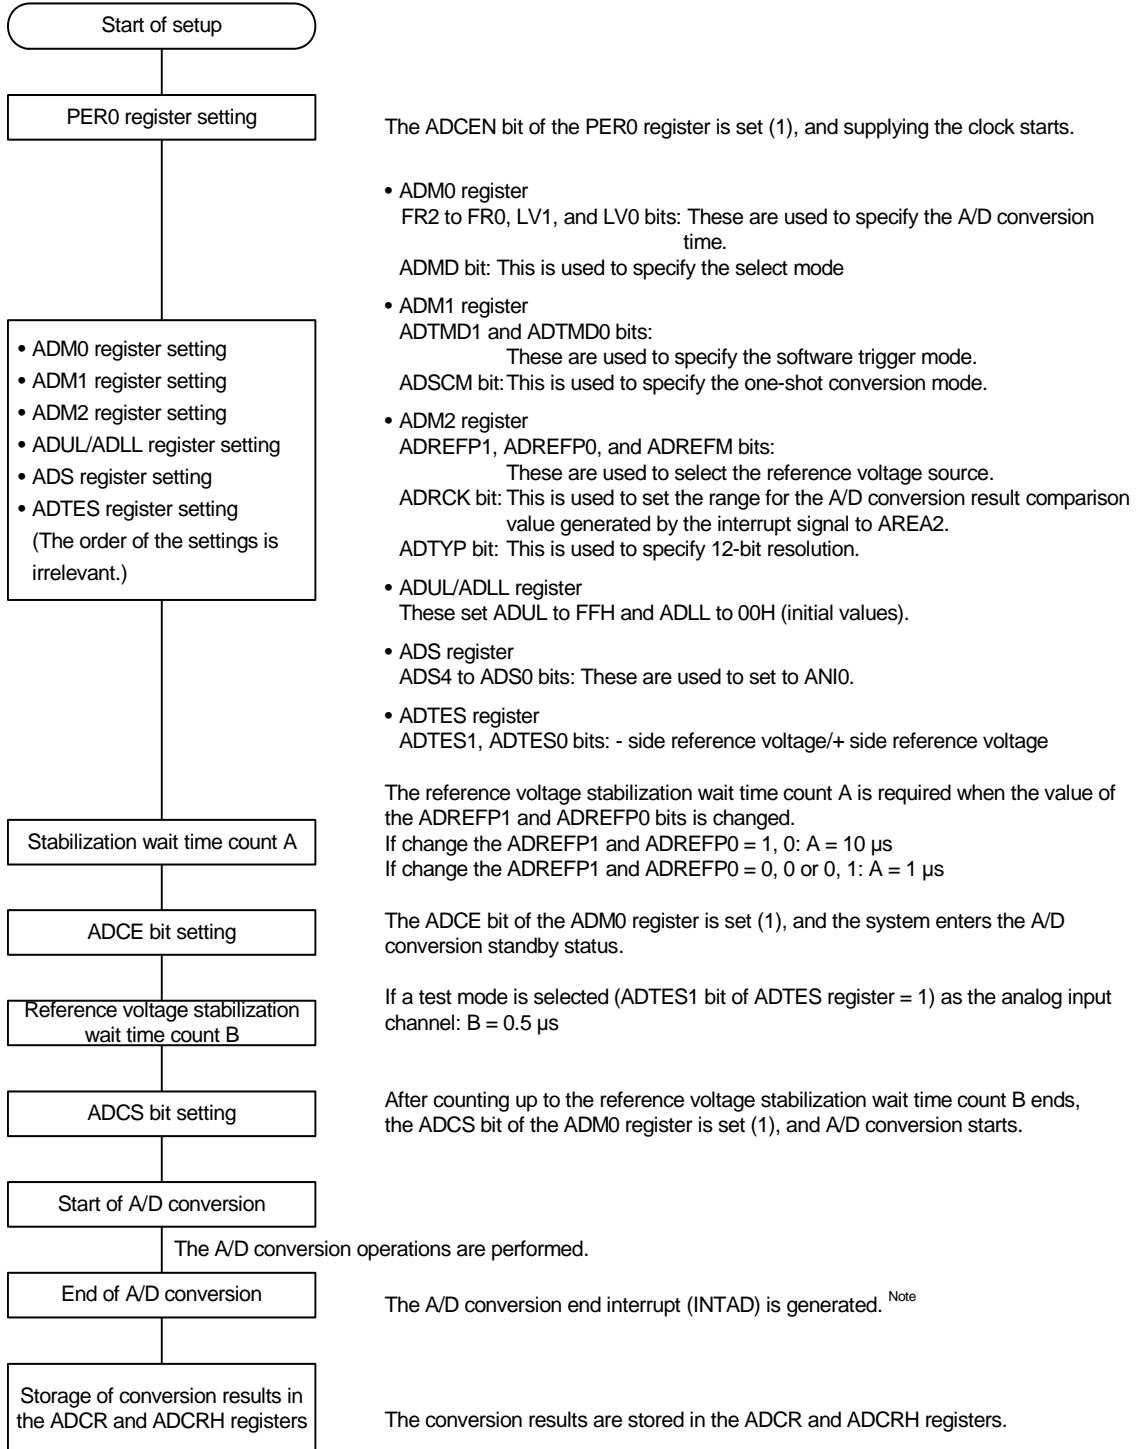 Start of setup
PER0 register setting
The ADCEN bit of the PER0 register is set (1), and supplying the clock starts.
• ADM0 register
FR2 to FR0, LV1, and LV0 bits: These are used to specify the A/D conversion
time.
ADMD bit: This is used to specify the select mode
• ADM1 register
ADTMD1 and ADTMD0 bits:
These are used to specify the software trigger mode.
ADSCM bit: This is used to specify the one-shot conversion mode.
• ADM2 register
ADREFP1, ADREFP0, and ADREFM bits:
These are used to select the reference voltage source.
ADRCK bit: This is used to set the range for the A/D conversion result comparison
value generated by the interrupt signal to AREA2.
ADTYP bit: This is used to specify 12-bit resolution.
• ADUL/ADLL register
These set ADUL to FFH and ADLL to 00H (initial values).
• ADS register
ADS4 to ADS0 bits: These are used to set to ANI0.
• ADTES register
ADTES1, ADTES0 bits: - side reference voltage/+ side reference voltage
• ADM0 register setting
• ADM1 register setting
• ADM2 register setting
• ADUL/ADLL register setting
• ADS register setting
• ADTES register setting
(The order of the settings is
irrelevant.)
Stabilization wait time count A
The reference voltage stabilization wait time count A is required when the value of
the ADREFP1 and ADREFP0 bits is changed.
If change the ADREFP1 and ADREFP0 = 1, 0: A = 10 µs
If change the ADREFP1 and ADREFP0 = 0, 0 or 0, 1: A = 1 µs
ADCE bit setting
The ADCE bit of the ADM0 register is set (1), and the system enters the A/D
conversion standby status.
Reference voltage stabilization
wait time count B
If a test mode is selected (ADTES1 bit of ADTES register = 1) as the analog input
channel: B = 0.5 µs
ADCS bit setting
After counting up to the reference voltage stabilization wait time count B ends,
the ADCS bit of the ADM0 register is set (1), and A/D conversion starts.
Start of A/D conversion
The A/D conversion operations are performed.
End of A/D conversion
The A/D conversion end interrupt (INTAD) is generated. Note
Storage of conversion results in
the ADCR and ADCRH registers
The conversion results are stored in the ADCR and ADCRH registers.